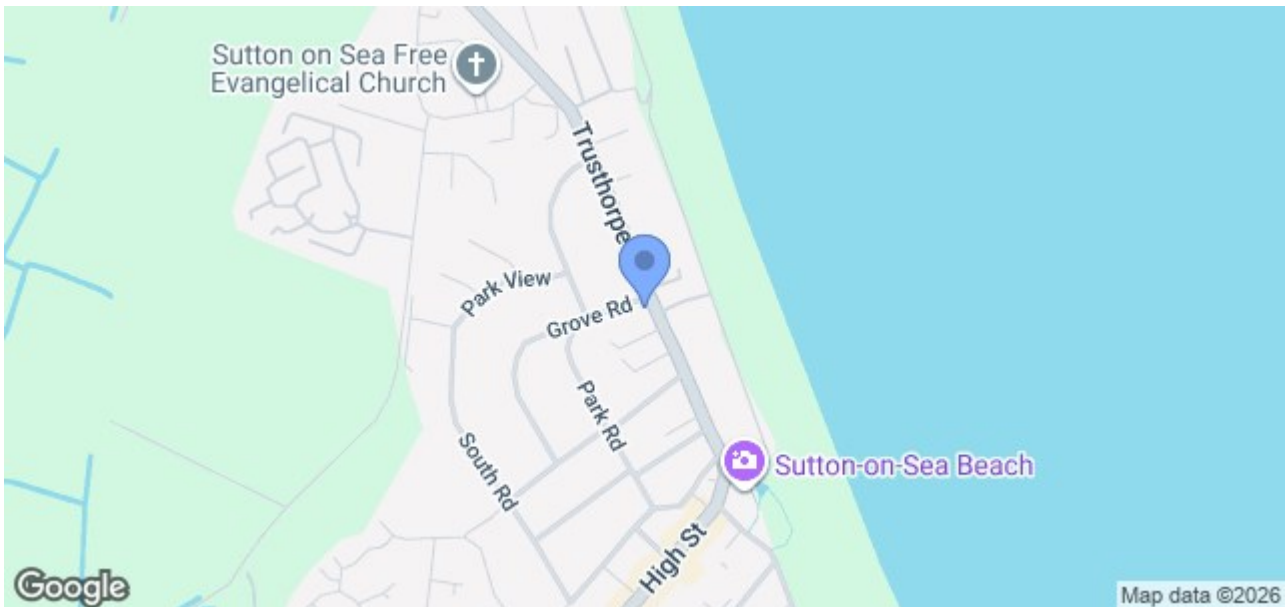 Sutton on Sea Free
Evangelical Church
Trusthorpe
Park View
Grove Rd
Park Rd
South Rd
Sutton-on-Sea Beach
High St
Google
Map data ©2026